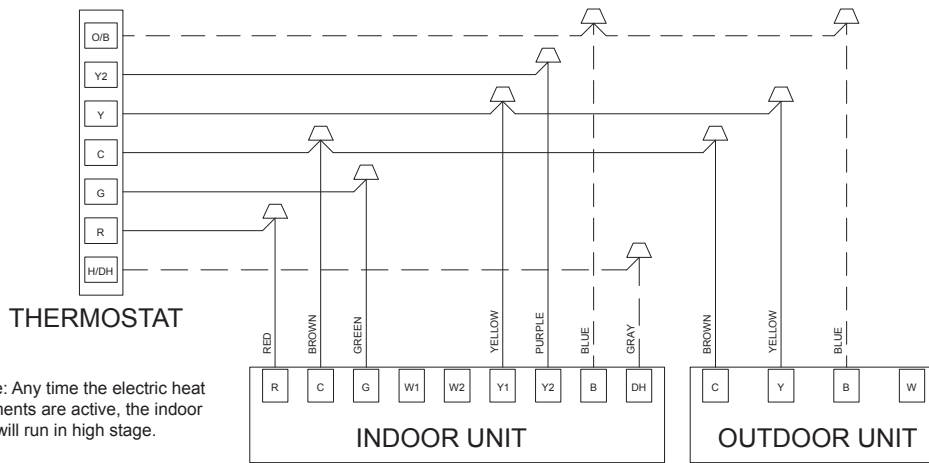 O/B
Y2
Y
C
G
R
H/DH
THERMOSTAT
RED
BROWN
GREEN
YELLOW
PURPLE
BLUE
GRAY
BROWN
YELLOW
BLUE
R C G W1 W2 Y1 Y2 B DH
C Y B W
INDOOR UNIT
OUTDOOR UNIT
Any time the electric heat
are active, the indoor
will run in high stage.